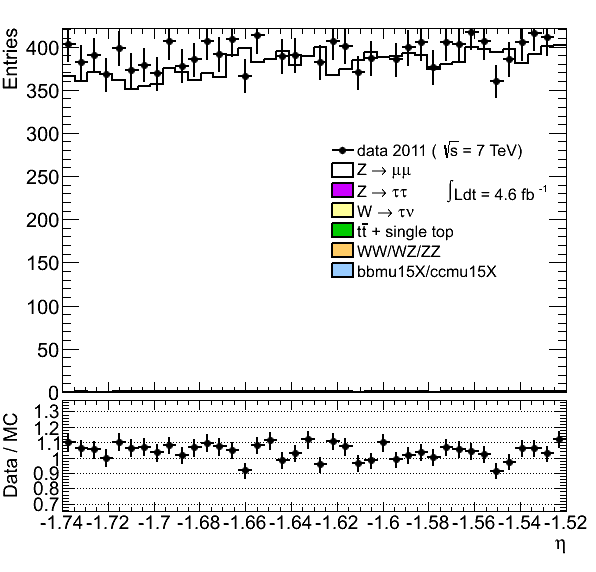 Entries
400
350
300
250
200
150
100
50
0
data 2011 ( √s = 7 TeV)
Z → μμ
Z → ττ
∫Ldt = 4.6 fb⁻¹
W → τν
tt̄ + single top
WW/WZ/ZZ
bbmu15X/ccmu15X
Data / MC
1.3
1.2
1.1
1
0.9
0.8
0.7
-1.74 -1.72 -1.7 -1.68 -1.66 -1.64 -1.62 -1.6 -1.58 -1.56 -1.54 -1.52
η